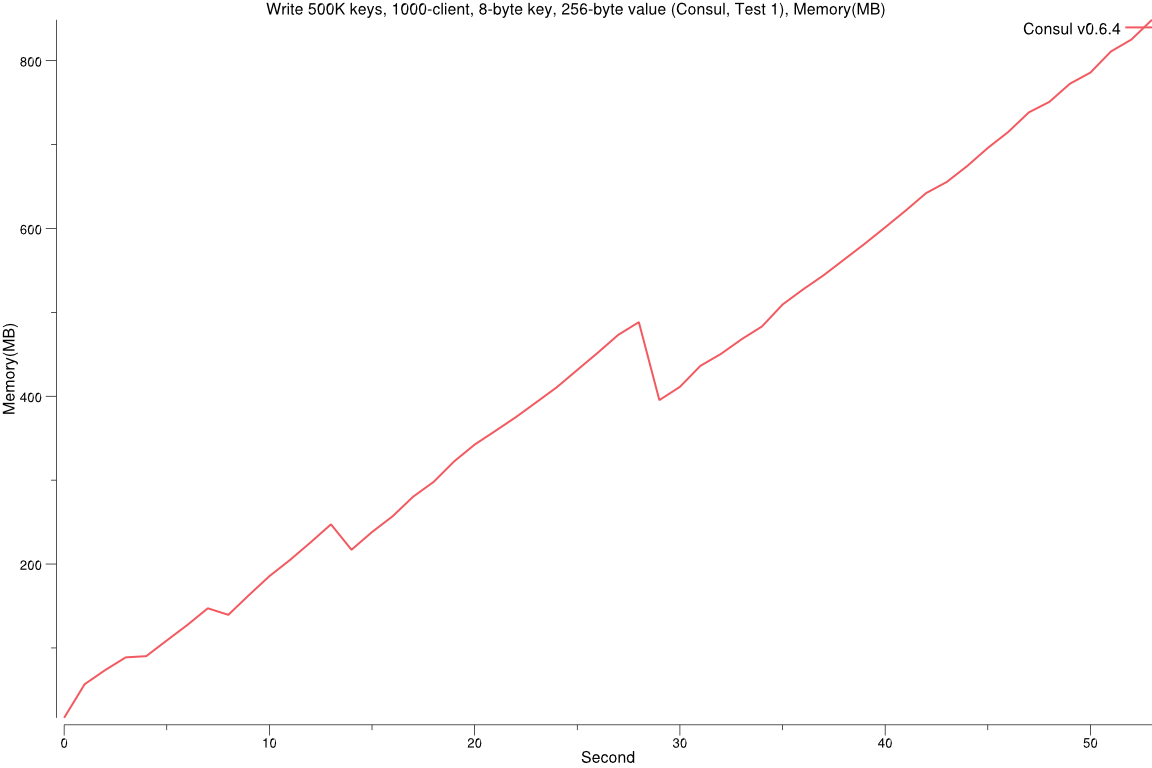 Write 500K keys, 1000-client, 8-byte key, 256-byte value (Consul, Test 1), Memory(MB)
Consul v0.6.4
800
600
400
200
Memory(MB)
0 10 20 30 40 50
Second